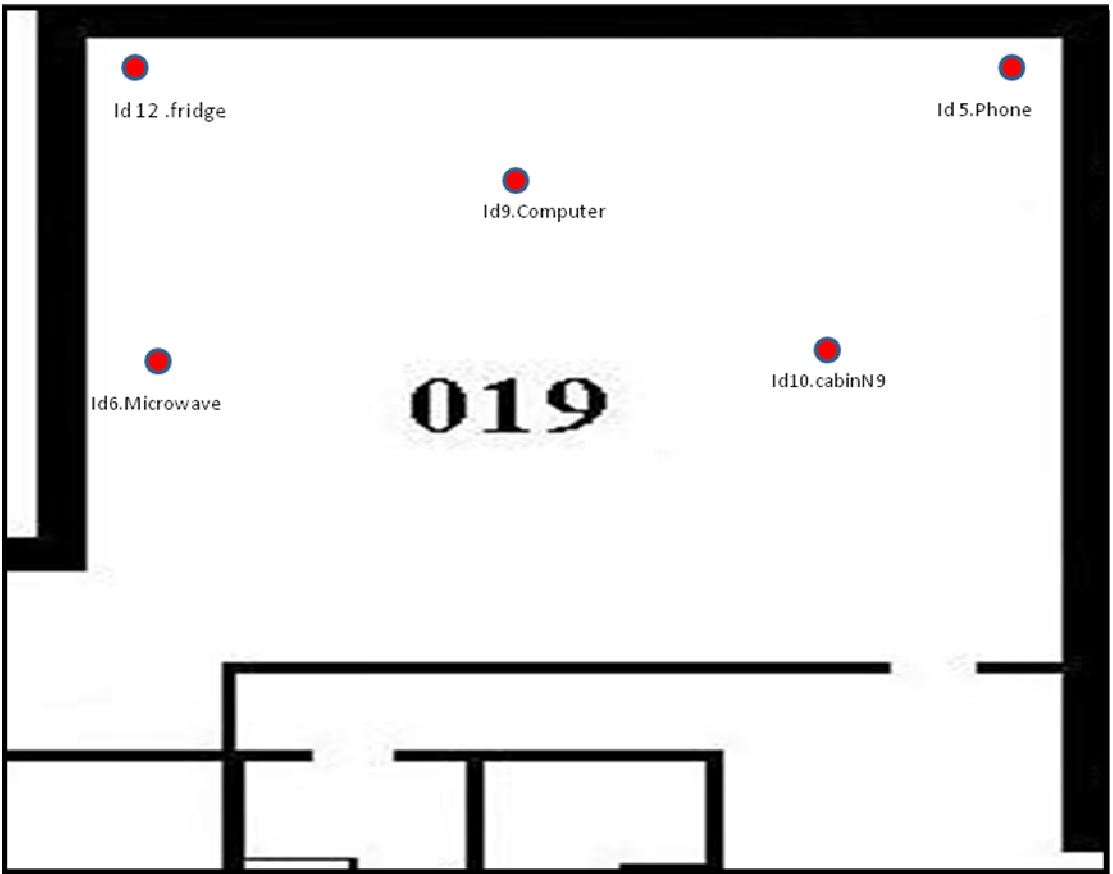 Id 12 .fridge
Id 5.Phone
Id9.Computer
Id10.cabinN9
019
Id6.Microwave